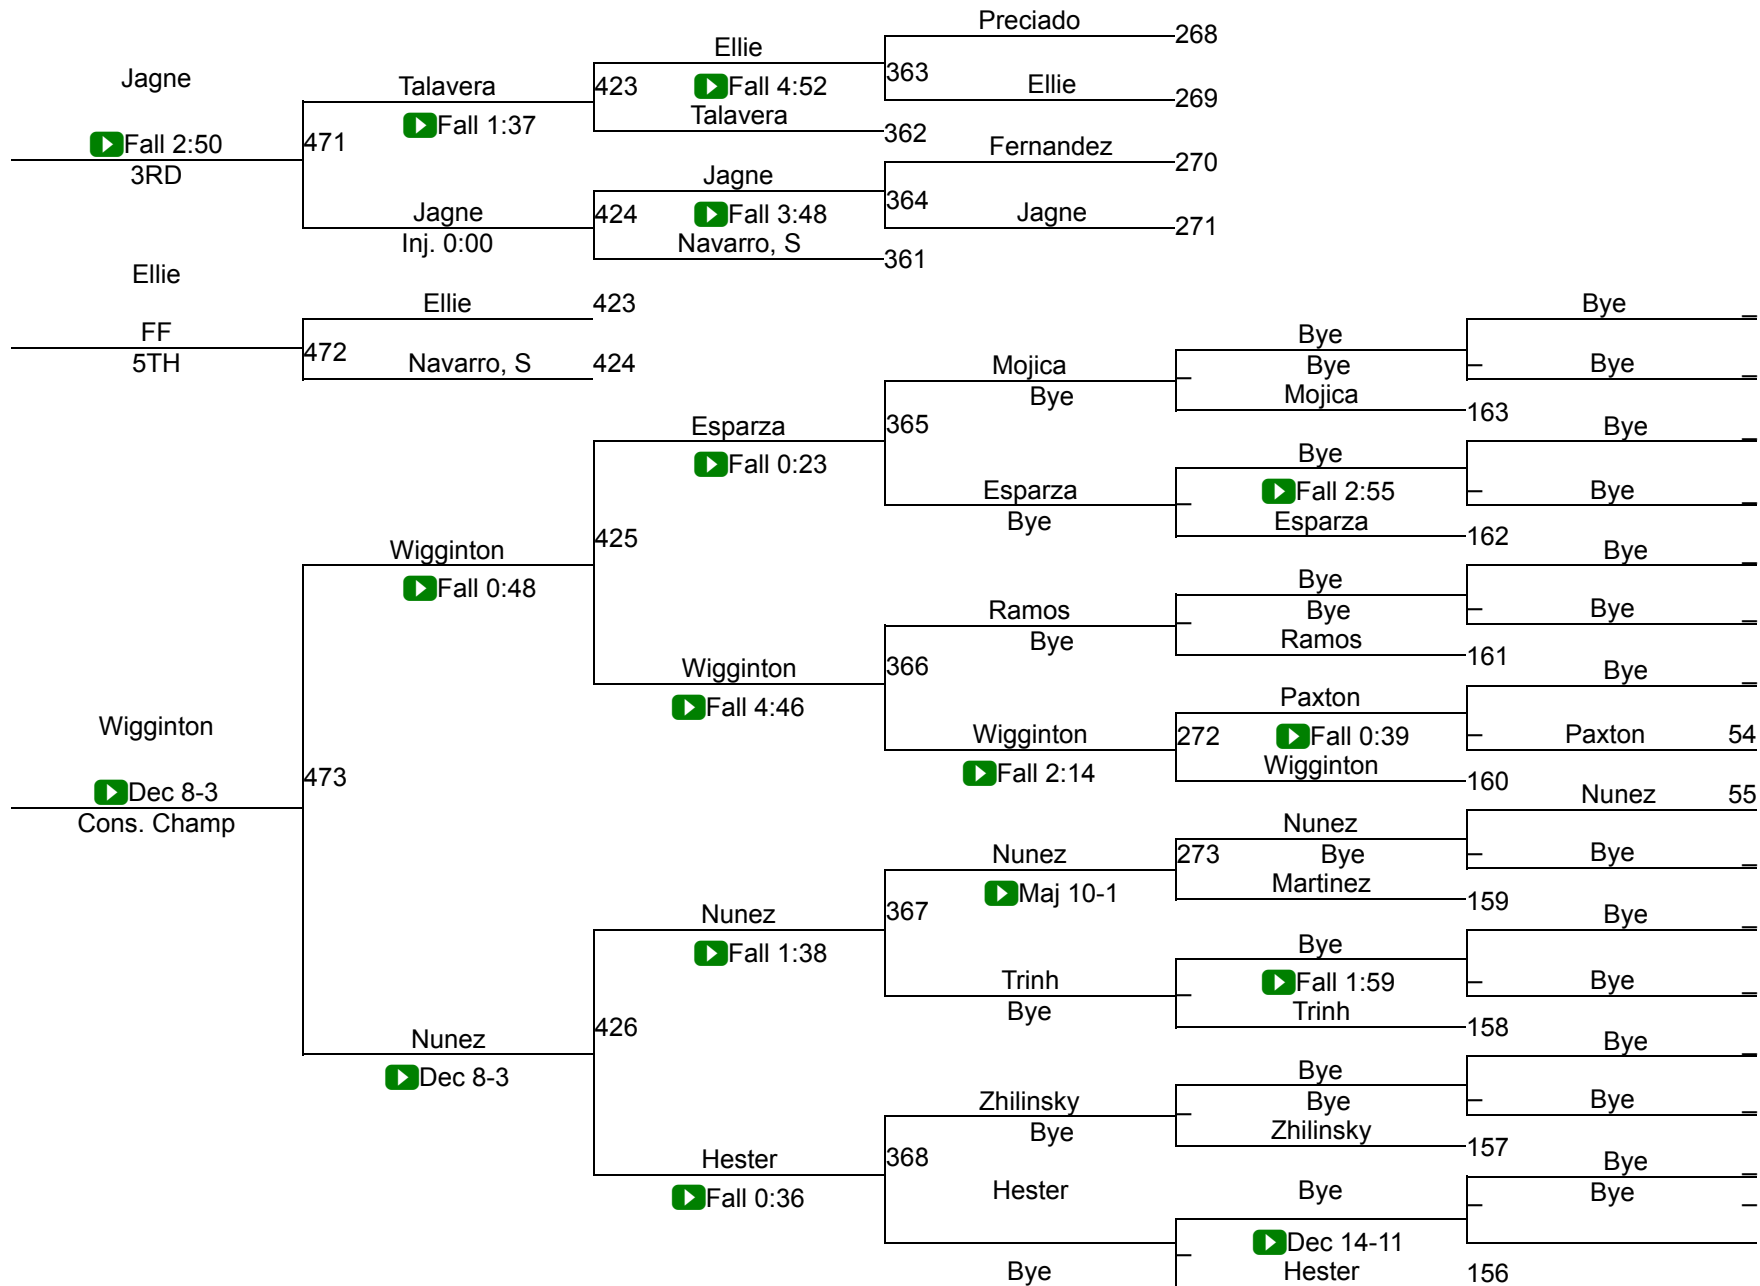 Preciado
268
Ellie
Jagne
363
Talavera
423
Fall 4:52
Ellie
269
Talavera
Fall 1:37
362
Fall 2:50
471
Fernandez
270
3RD
Jagne
364
Jagne
424
Fall 3:48
Jagne
271
Inj. 0:00
Navarro, S
361
Ellie
Ellie
423
Bye
FF
Bye
472
Navarro, S
424
Mojica
Bye
Bye
5TH
Bye
Mojica
163
Esparza
365
Bye
Bye
Fall 0:23
Esparza
Fall 2:55
Bye
Bye
Esparza
162
425
Wigginton
Bye
Fall 0:48
Bye
Ramos
Bye
Bye
Bye
Ramos
161
Wigginton
366
Bye
Fall 4:46
Paxton
Wigginton
Wigginton
272
Fall 0:39
Paxton
54
Fall 2:14
Wigginton
160
473
Dec 8-3
Nunez
55
Cons. Champ
Nunez
Nunez
273
Bye
Bye
Maj 10-1
Martinez
159
Nunez
367
Bye
Fall 1:38
Bye
Trinh
Fall 1:59
Bye
Bye
Trinh
158
426
Nunez
Bye
Dec 8-3
Bye
Zhilinsky
Bye
Bye
Bye
Zhilinsky
157
Hester
368
Bye
Fall 0:36
Hester
Bye
Bye
Dec 14-11
Bye
Hester
156